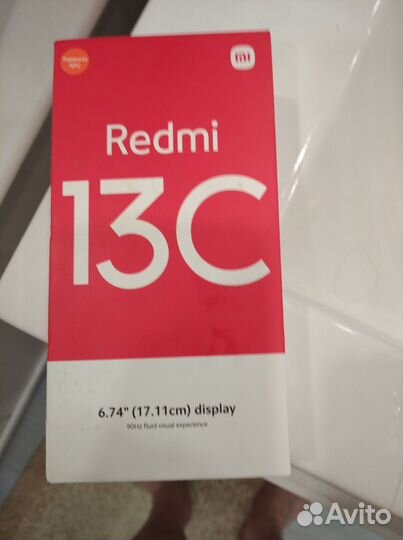 Supports
NFC
mi
Redmi
13C
6.74" (17.11cm) display
90Hz fluid visual experience
Avito